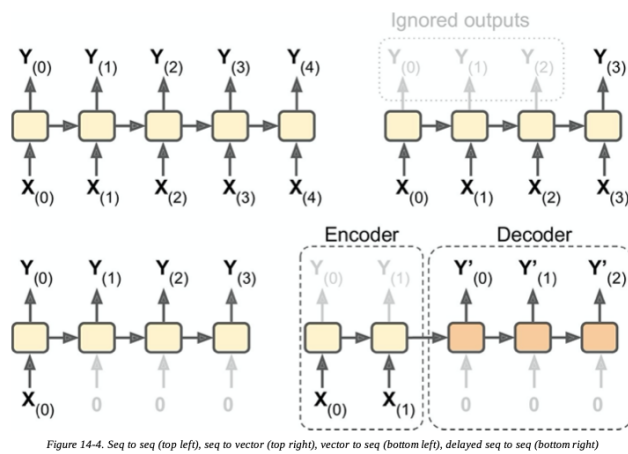 Ignored outputs
Y(0) Y(1) Y(2) Y(3) Y(4)
Y(0) Y(1) Y(2) Y(3)
X(0) X(1) X(2) X(3) X(4)
X(0) X(1) X(2) X(3)
Encoder Decoder
Y(0) Y(1) Y(2) Y(3)
Y(0) Y(1) Y'(0) Y'(1) Y'(2)
X(0) 0 0 0
X(0) X(1) 0 0 0
Figure 14-4. Seq to seq (top left), seq to vector (top right), vector to seq (bottom left), delayed seq to seq (bottom right)